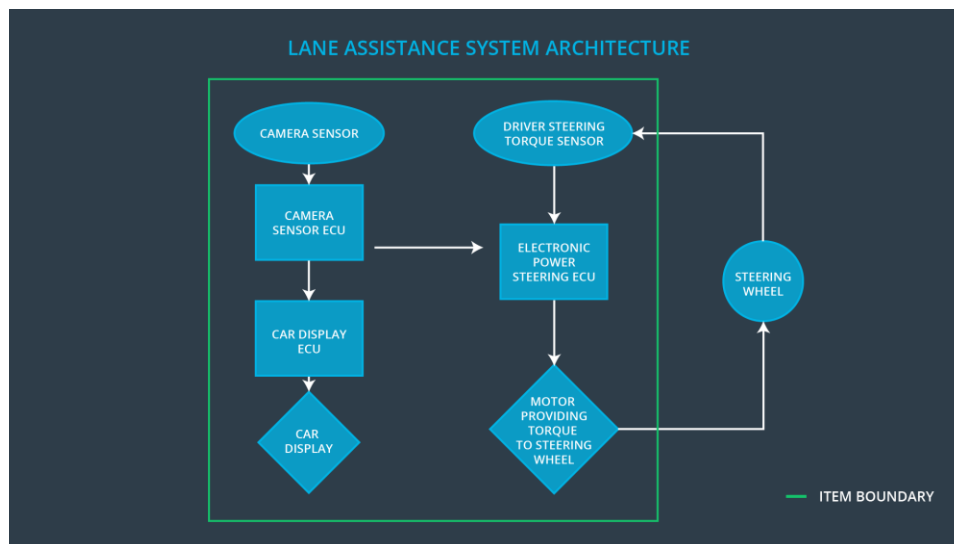 LANE ASSISTANCE SYSTEM ARCHITECTURE
CAMERA SENSOR
CAMERA
SENSOR ECU
CAR DISPLAY
ECU
CAR
DISPLAY
DRIVER STEERING
TORQUE SENSOR
ELECTRONIC
POWER
STEERING ECU
MOTOR
PROVIDING
TORQUE
TO STEERING
WHEEL
STEERING
WHEEL
ITEM BOUNDARY